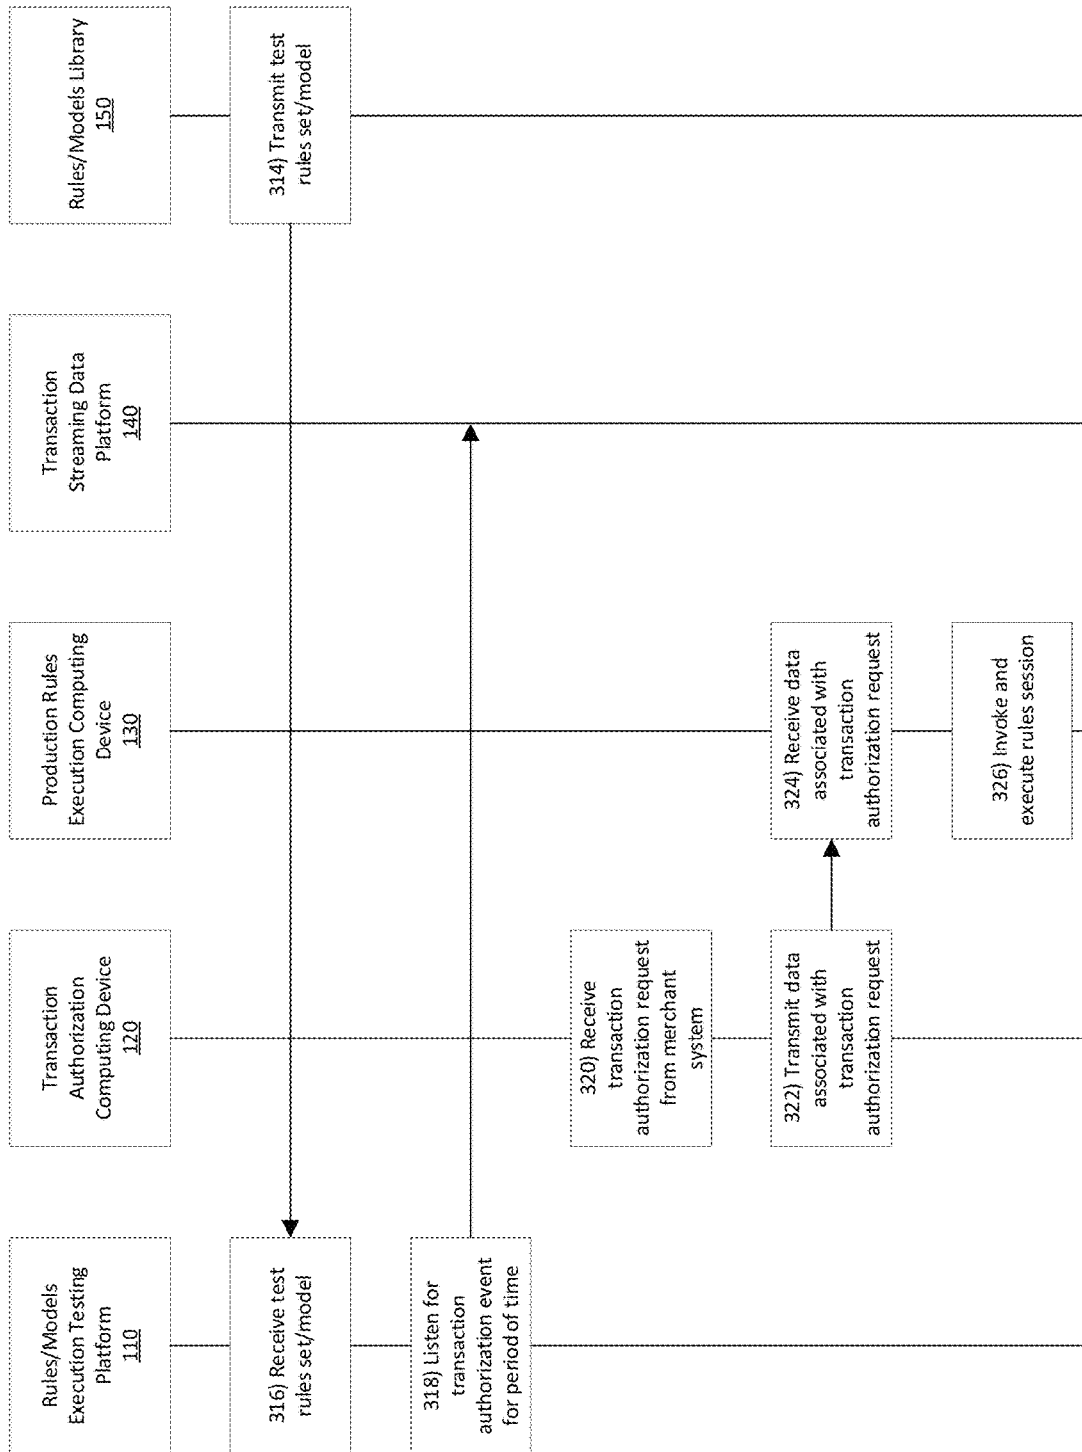 Rules/Models
Execution Testing
Platform
110
Transaction
Authorization
Computing Device
120
Production Rules
Execution Computing
Device
130
Transaction
Streaming Data
Platform
140
Rules/Models Library
150
314) Transmit test
rules set/model
316) Receive test
rules set/model
318) Listen for
transaction
authorization event
for period of time
320) Receive
transaction
authorization request
from merchant
system
322) Transmit data
associated with
transaction
authorization request
324) Receive data
associated with
transaction
authorization request
326) Invoke and
execute rules session